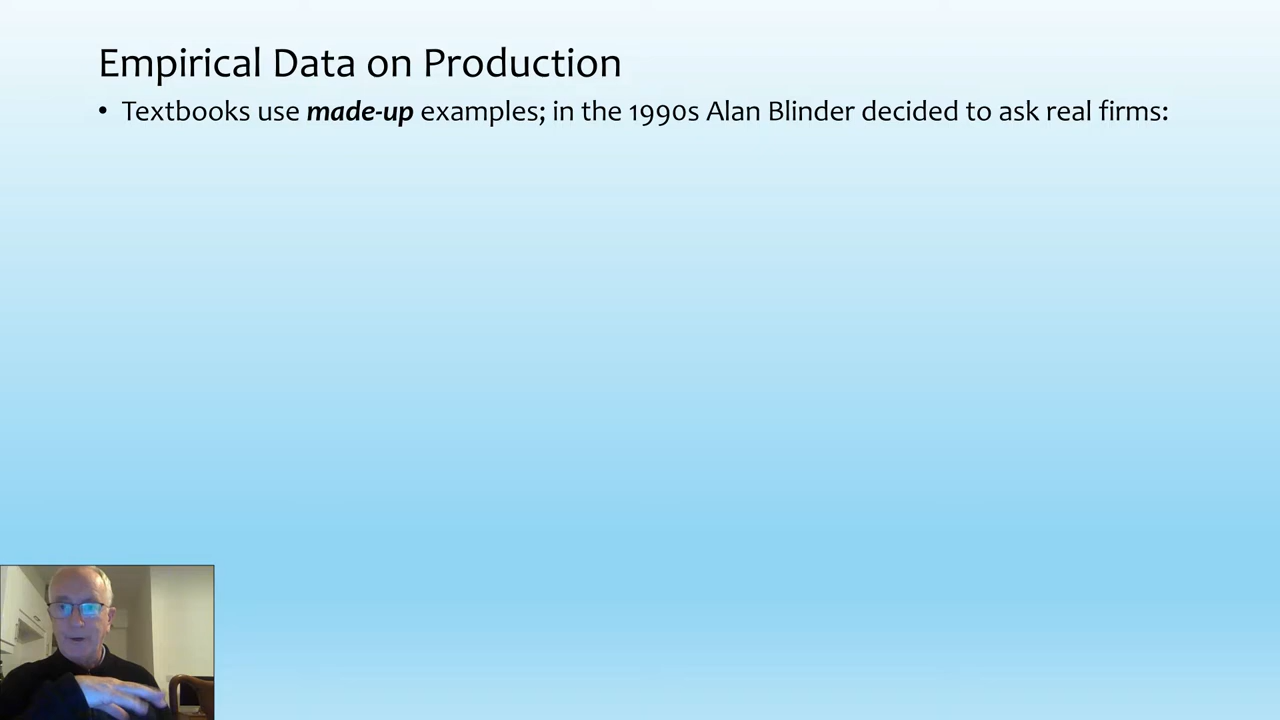 Empirical Data on Production
• Textbooks use made-up examples; in the 1990s Alan Blinder decided to ask real firms: